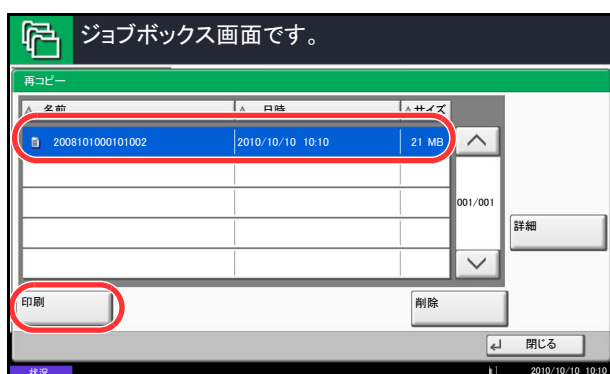 ジョブボックス画面です。
再コピー
名前 日時 サイズ
2008101000101002 2010/10/10 10:10 21 MB
001/001
詳細
印刷 削除
閉じる
状況 2010/10/10 10:10